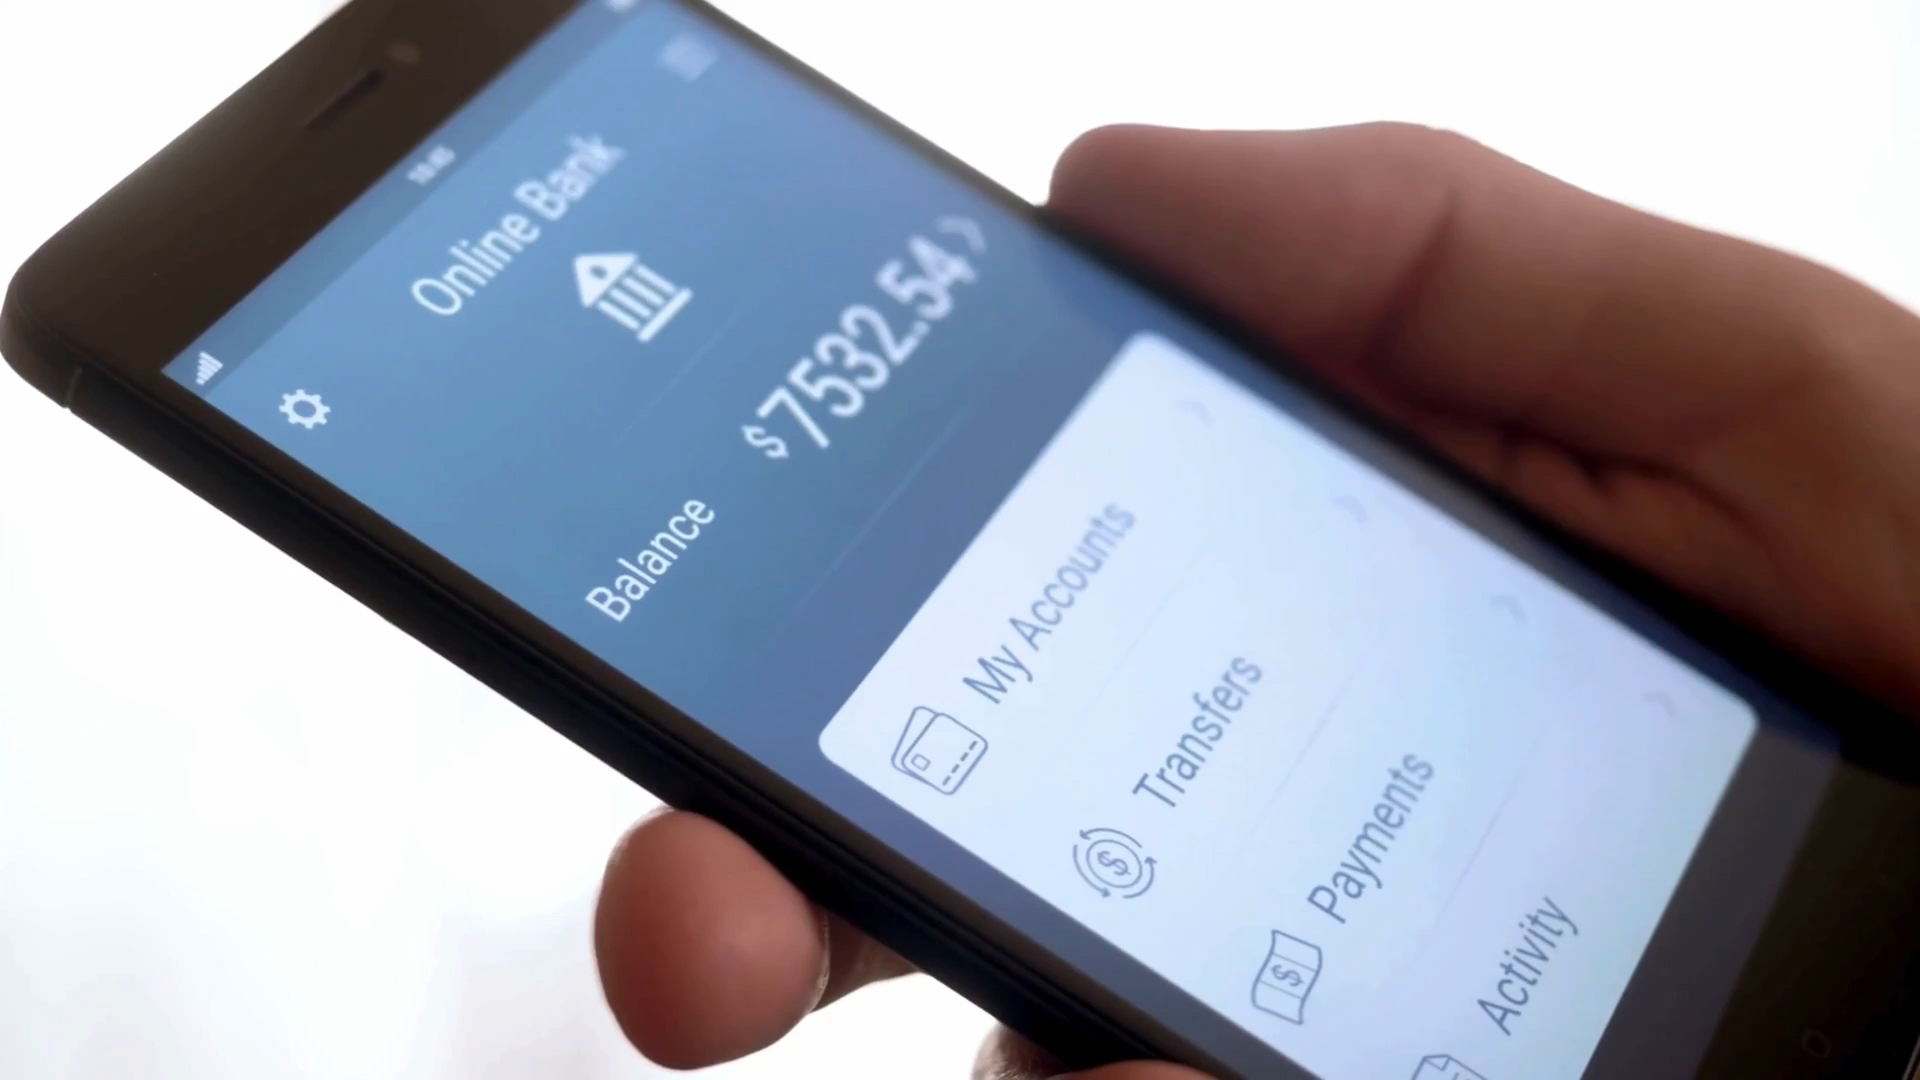 Online Bank
Balance
$7532.54
My Accounts
Transfers
Payments
Activity